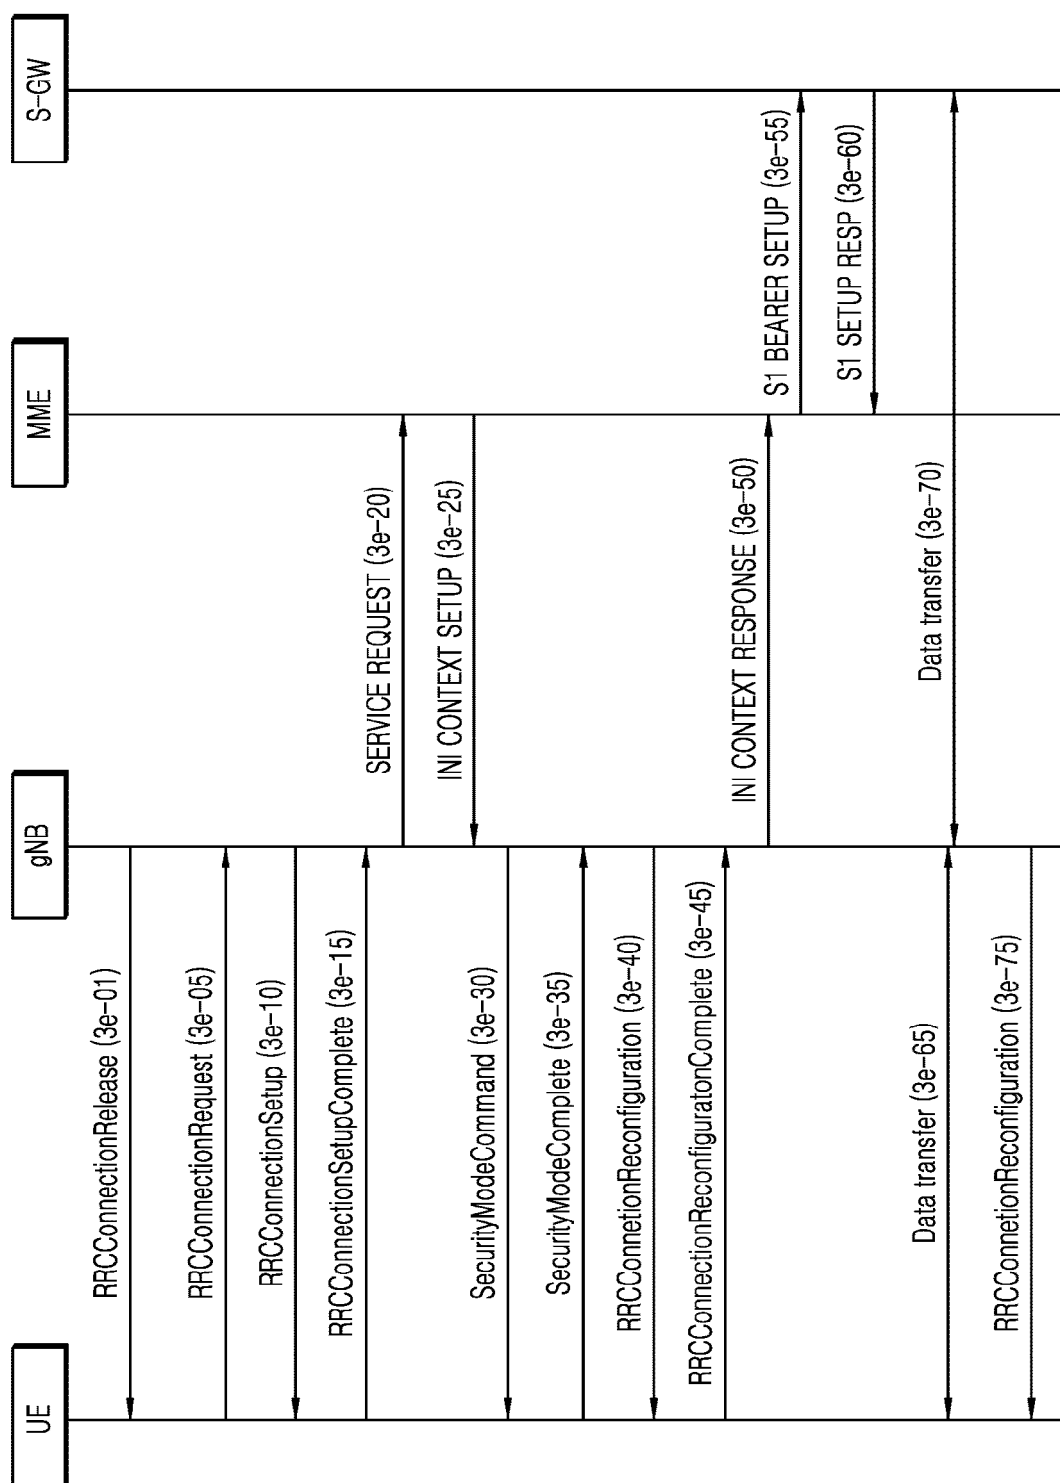 UE
gNB
MME
S-GW
RRCConnectionRelease (3e-01)
RRCConnectionRequest (3e-05)
RRCConnectionSetup (3e-10)
RRCConnectionSetupComplete (3e-15)
SERVICE REQUEST (3e-20)
INI CONTEXT SETUP (3e-25)
SecurityModeCommand (3e-30)
SecurityModeComplete (3e-35)
RRCConnetionReconfiguration (3e-40)
RRCConnectionReconfiguratonComplete (3e-45)
INI CONTEXT RESPONSE (3e-50)
S1 BEARER SETUP (3e-55)
S1 SETUP RESP (3e-60)
Data transfer (3e-65)
Data transfer (3e-70)
RRCConnetionReconfiguration (3e-75)